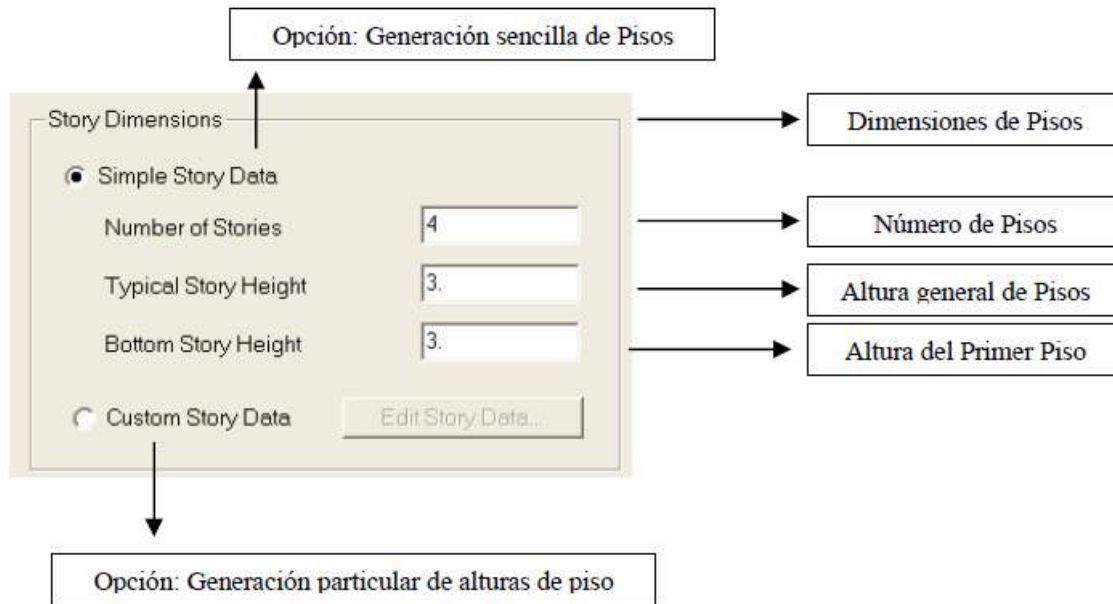 Opción: Generación sencilla de Pisos
Story Dimensions
Dimensiones de Pisos
Simple Story Data
Number of Stories
4
Número de Pisos
Typical Story Height
3.
Altura general de Pisos
Bottom Story Height
3.
Altura del Primer Piso
Custom Story Data
Edit Story Data...
Opción: Generación particular de alturas de piso